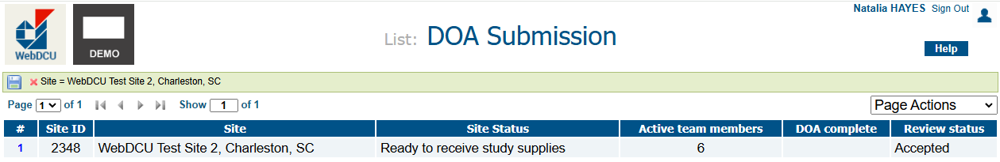 Natalia HAYES Sign Out
WebDCU
DEMO
List: DOA Submission
Help
Site = WebDCU Test Site 2, Charleston, SC
Page 1 of 1 Show 1 of 1
Page Actions
# Site ID Site Site Status Active team members DOA complete Review status
1 2348 WebDCU Test Site 2, Charleston, SC Ready to receive study supplies 6 Accepted